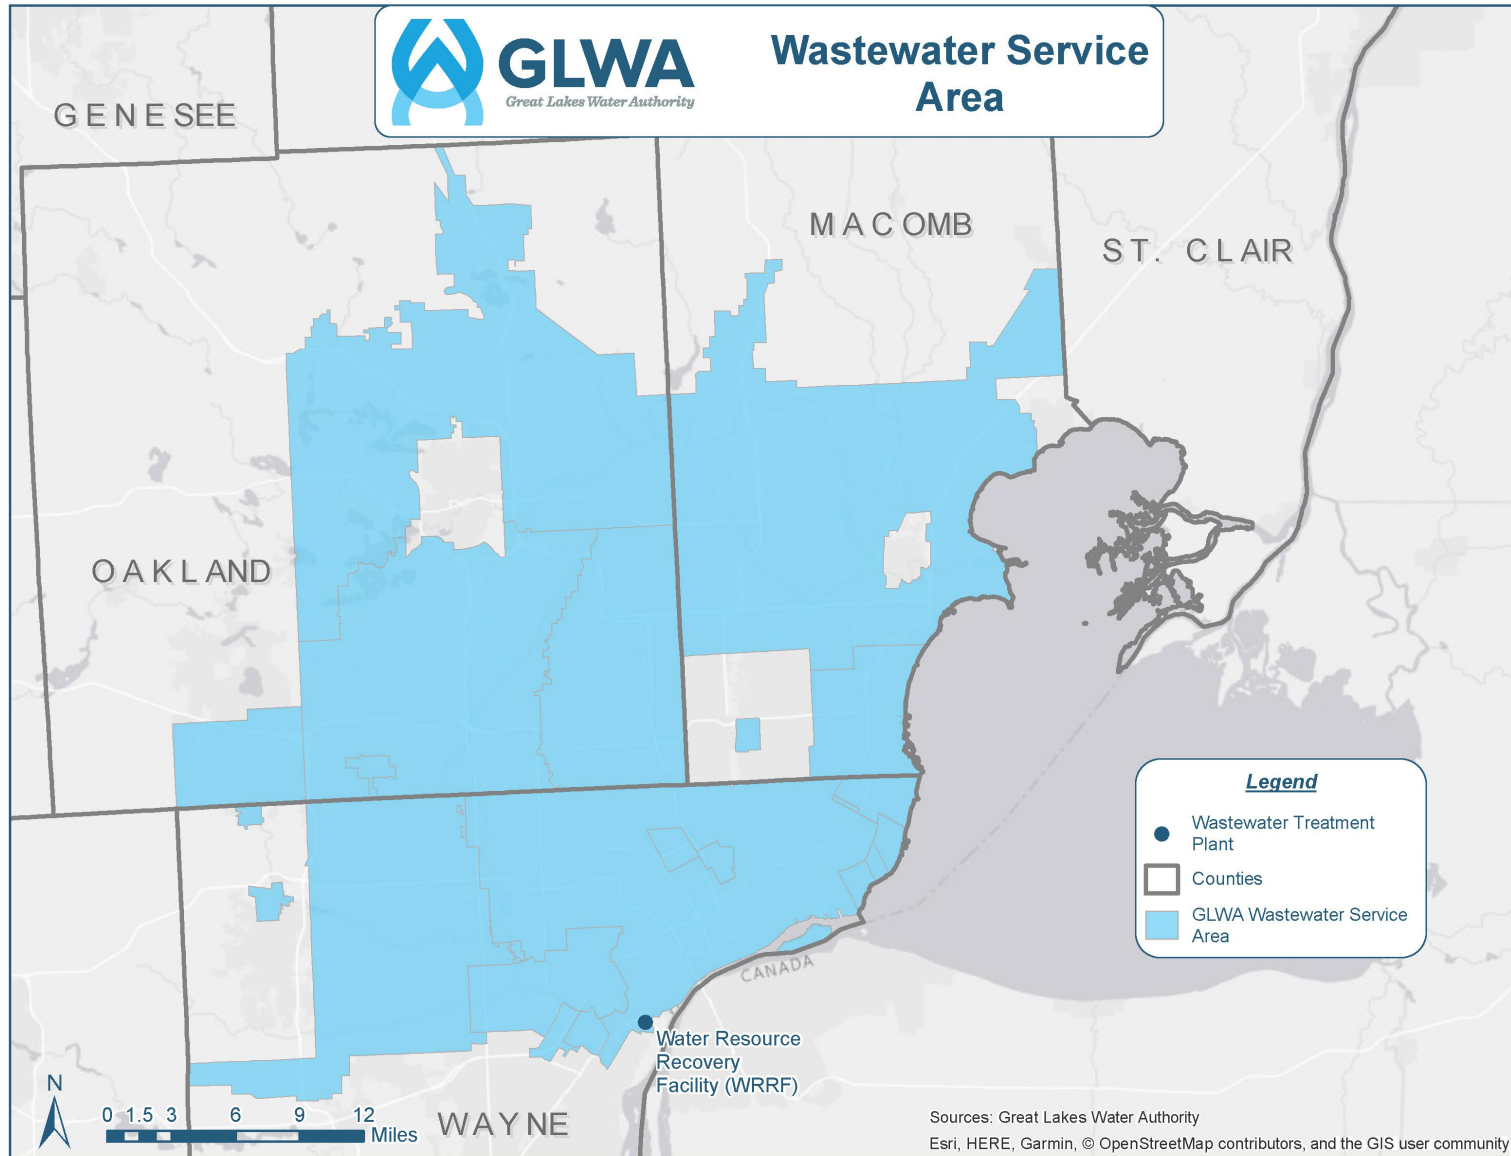 GLWA
Great Lakes Water Authority
Wastewater Service
Area
GENESEE
MACOMB
ST. CLAIR
OAKLAND
Legend
Wastewater Treatment
Plant
Counties
GLWA Wastewater Service
Area
CANADA
Water Resource
Recovery
Facility (WRRF)
N
0 1.5 3 6 9 12
Miles
WAYNE
Sources: Great Lakes Water Authority
Esri, HERE, Garmin, © OpenStreetMap contributors, and the GIS user community